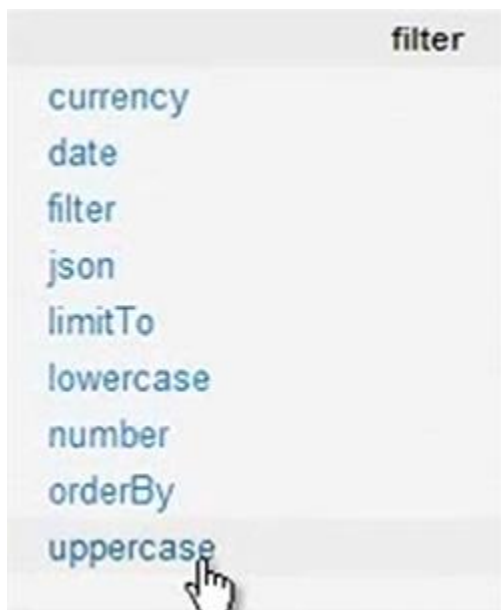 filter
currency
date
filter
json
limitTo
lowercase
number
orderBy
uppercase